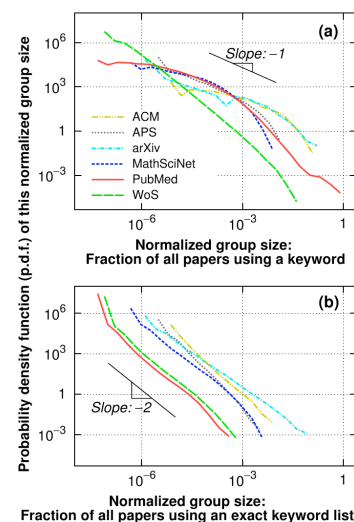 Probability density function (p.d.f.) of this normalized group size
(a)
Slope: −1
10^6
10^3
1
10^−3
ACM
APS
arXiv
MathSciNet
PubMed
WoS
10^−6
10^−3
1
Normalized group size:
Fraction of all papers using a keyword
(b)
10^6
10^3
1
10^−3
Slope: −2
10^−6
10^−3
1
Normalized group size:
Fraction of all papers using an exact keyword list